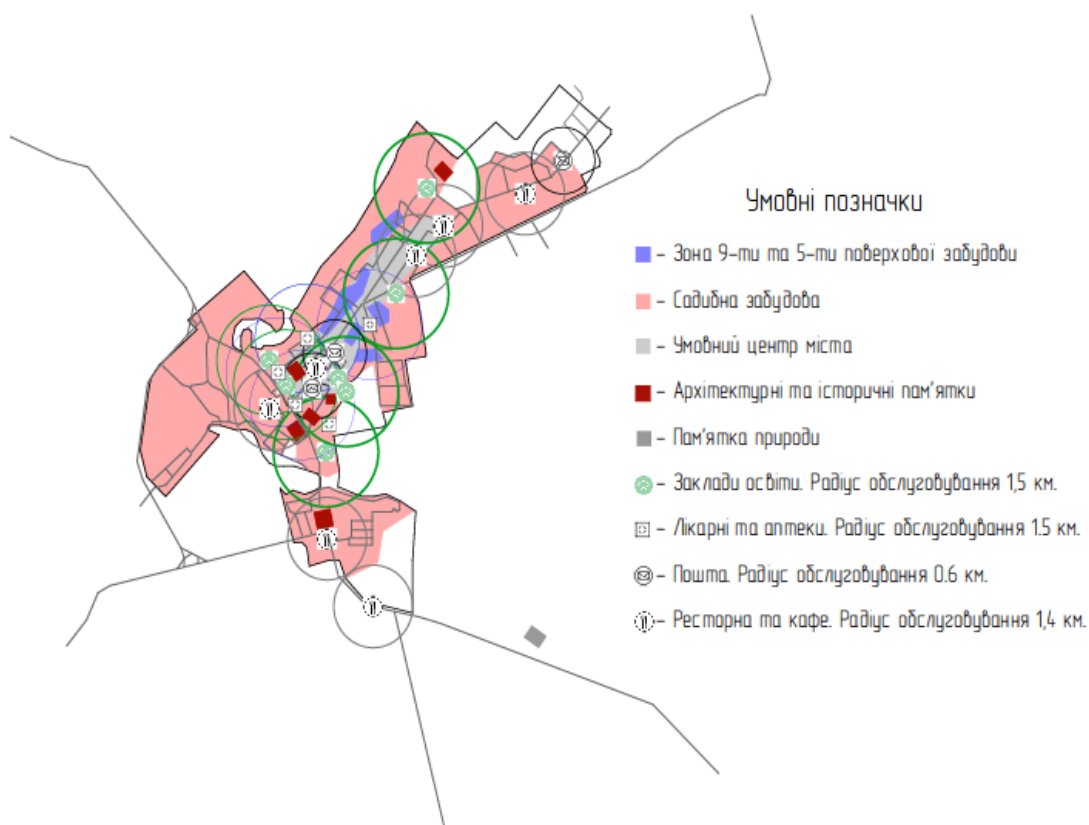 Умовні позначки
– Зона 9-ти та 5-ти поверхової забудови
– Садибна забудова
– Умовний центр міста
– Архітектурні та історичні пам'ятки
– Пам'ятка природи
– Заклади освіти. Радіус обслуговування 1,5 км.
– Лікарні та аптеки. Радіус обслуговування 1.5 км.
– Пошта. Радіус обслуговування 0.6 км.
– Ресторна та кафе. Радіус обслуговування 1,4 км.